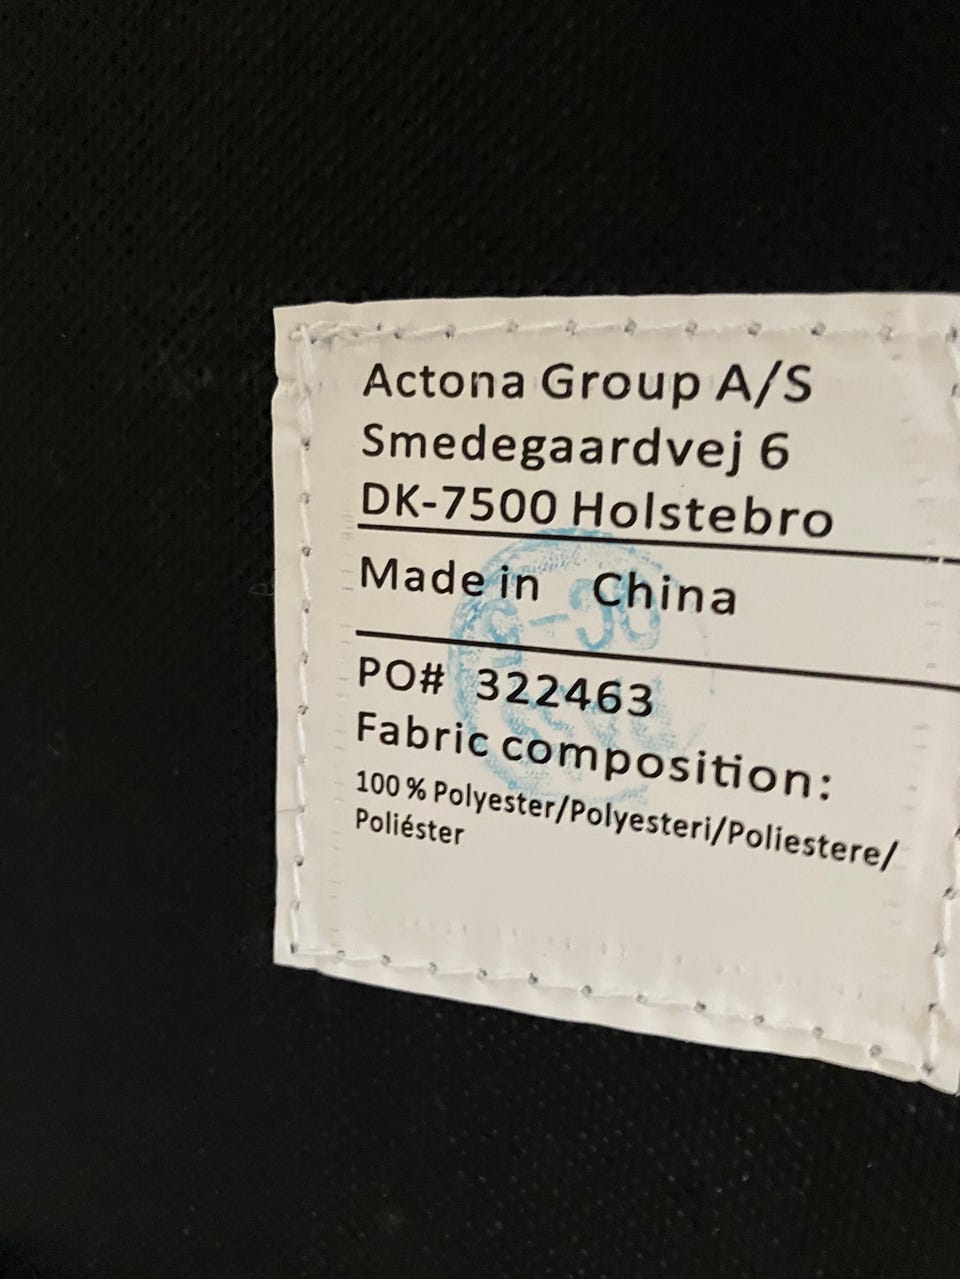 Actona Group A/S
Smedegaardvej 6
DK-7500 Holstebro
Made in China
PO# 322463
Fabric composition:
100 % Polyester/Polyesteri/Poliestere/
Poliéster